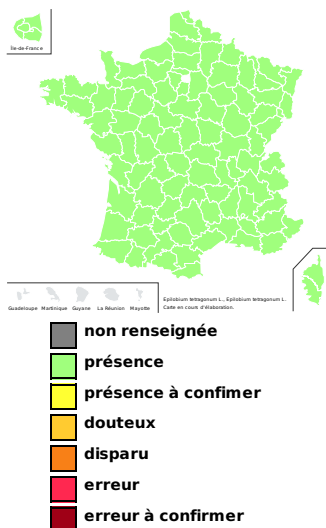 Île-de-France
Guadeloupe Martinique Guyane La Réunion Mayotte
Epilobium tetragonum L., Epilobium tetragonum L.
Carte en cours d'élaboration.
non renseignée
présence
présence à confimer
douteux
disparu
erreur
erreur à confirmer